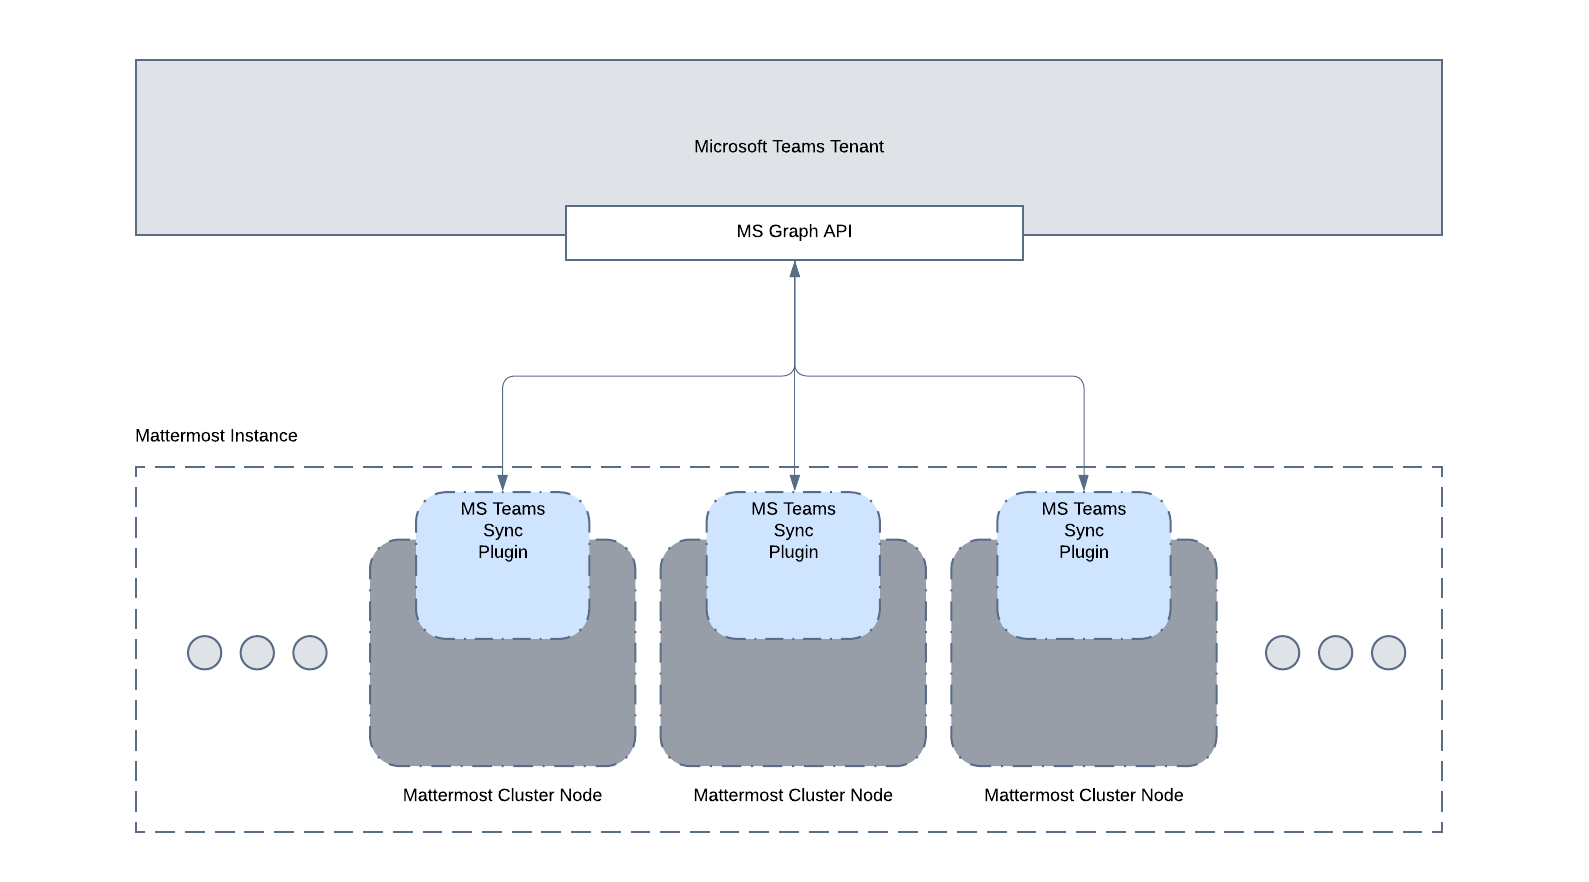 Microsoft Teams Tenant
MS Graph API
Mattermost Instance
MS Teams
Sync
Plugin
MS Teams
Sync
Plugin
MS Teams
Sync
Plugin
Mattermost Cluster Node
Mattermost Cluster Node
Mattermost Cluster Node